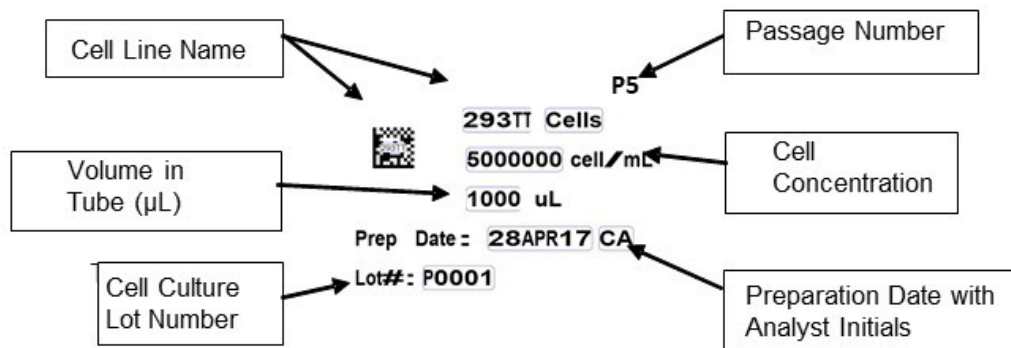 Cell Line Name
Passage Number
P5
293TT Cells
5000000 cell/mL
Cell
Concentration
Volume in
Tube (µL)
1000 uL
Prep Date: 28APR17 CA
Lot#: P0001
Cell Culture
Lot Number
Preparation Date with
Analyst Initials